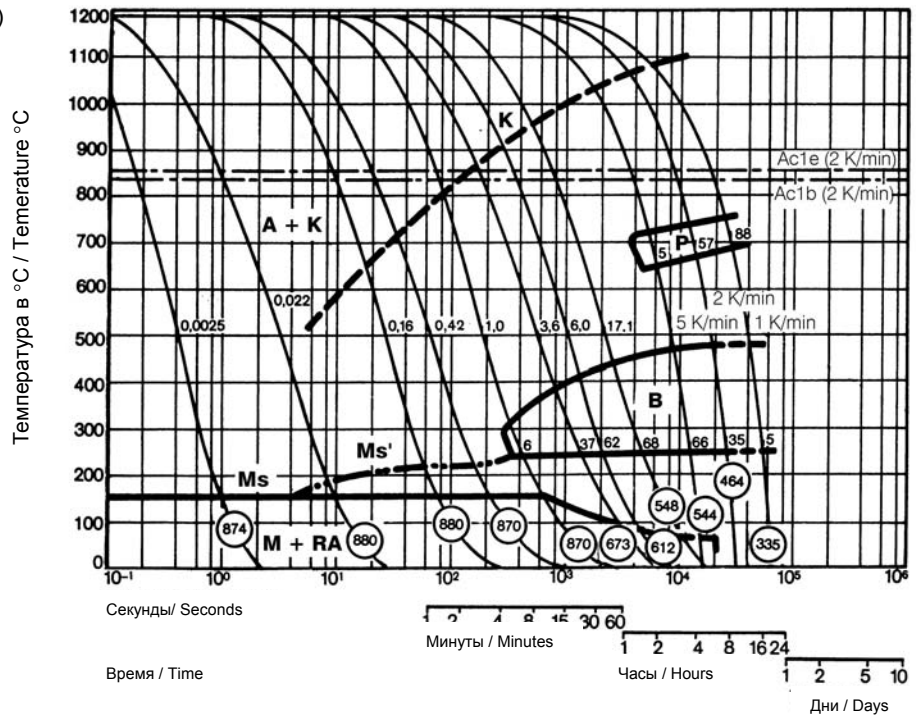 )
1200
1100
1000
900
800
700
600
500
400
300
200
100
0
Температура в °C / Temerature °C
K
Ac1e (2 K/min)
Ac1b (2 K/min)
A + K
P
5 57 88
0,0025 0,022 0,16 0,42 1,0 3,6 6,0 17.1
2 K/min
5 K/min 1 K/min
B
6 37 62 68 66 35 5
Ms'
Ms
M + RA
874 880 880 870 870 673 612 548 544 464 335
10⁻¹ 10⁰ 10¹ 10² 10³ 10⁴ 10⁵ 10⁶
Секунды/ Seconds
1 2 4 8 15 30 60
Минуты / Minutes
1 2 4 8 16 24
Время / Time
Часы / Hours
1 2 5 10
Дни / Days